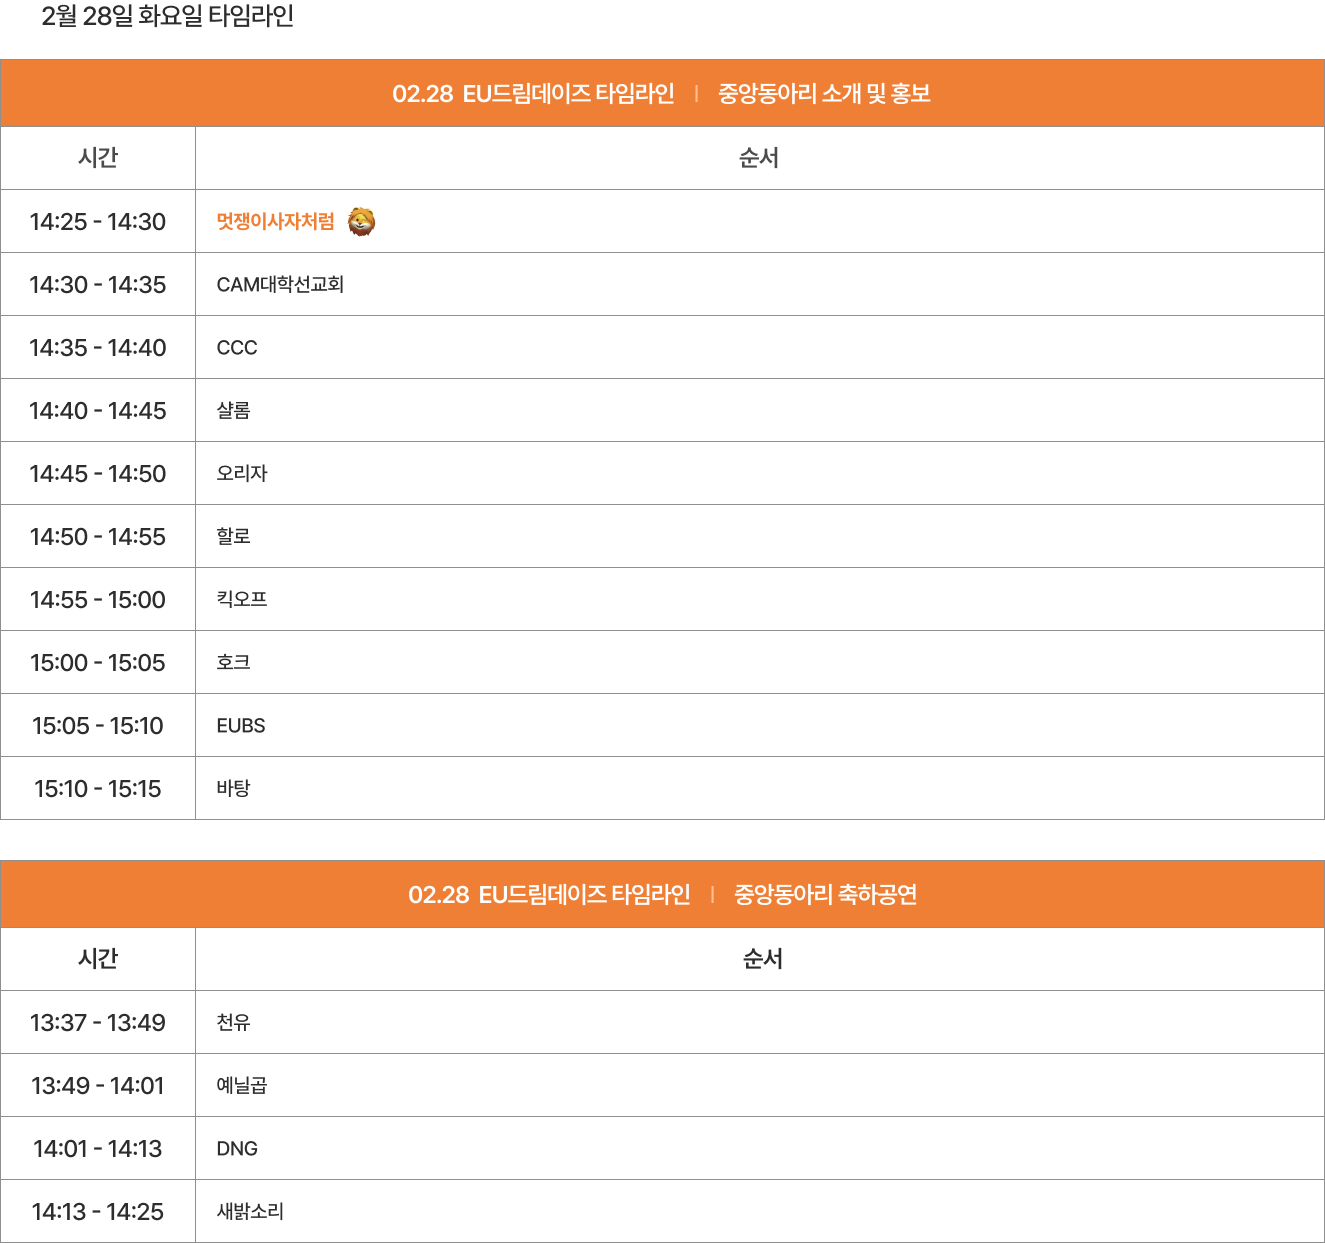 2월 28일 화요일 타임라인
02.28 EU드림데이즈 타임라인 | 중앙동아리 소개 및 홍보
시간 순서
14:25 - 14:30 멋쟁이사자처럼
14:30 - 14:35 CAM대학선교회
14:35 - 14:40 CCC
14:40 - 14:45 샬롬
14:45 - 14:50 오리자
14:50 - 14:55 할로
14:55 - 15:00 킥오프
15:00 - 15:05 호크
15:05 - 15:10 EUBS
15:10 - 15:15 바탕
02.28 EU드림데이즈 타임라인 | 중앙동아리 축하공연
시간 순서
13:37 - 13:49 천유
13:49 - 14:01 예닐곱
14:01 - 14:13 DNG
14:13 - 14:25 새밝소리